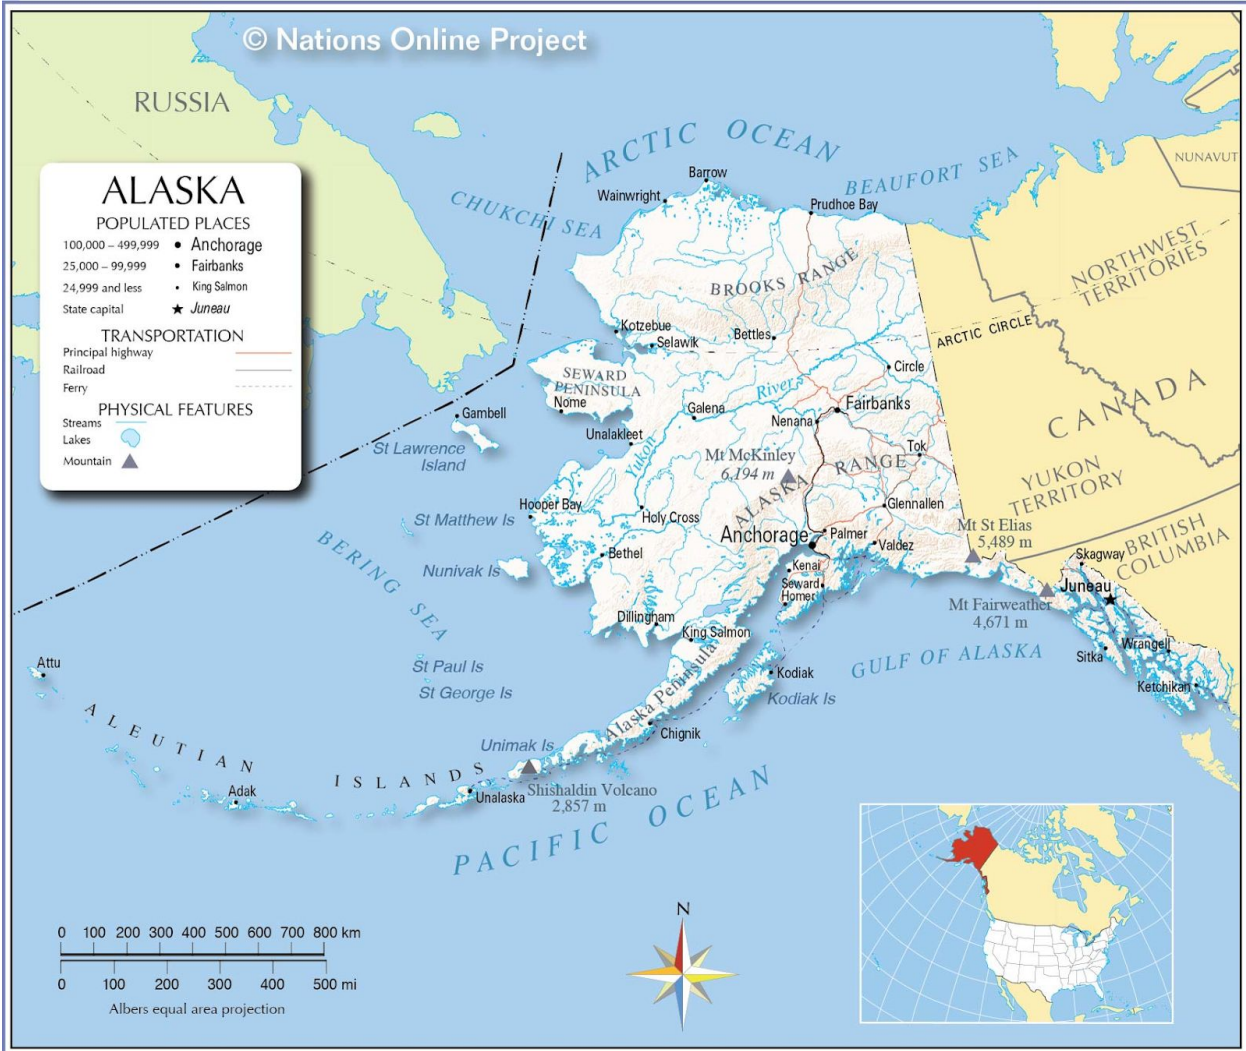 © Nations Online Project
RUSSIA
ARCTIC OCEAN
CHUKCHI SEA
BEAUFORT SEA
NUNAVUT
NORTHWEST
TERRITORIES
ARCTIC CIRCLE
CANADA
YUKON
TERRITORY
BRITISH
COLUMBIA
ALASKA
POPULATED PLACES
100,000 – 499,999 Anchorage
25,000 – 99,999 Fairbanks
24,999 and less King Salmon
State capital Juneau
TRANSPORTATION
Principal highway
Railroad
Ferry
PHYSICAL FEATURES
Streams
Lakes
Mountain
Barrow
Wainwright
Prudhoe Bay
BROOKS RANGE
Kotzebue
Selawik
Bettles
SEWARD
PENINSULA
Nome
Circle
River
Yukon
Galena
Fairbanks
Nenana
Gambell
Unalakleet
St Lawrence
Island
Tok
Mt McKinley
6,194 m
ALASKA RANGE
Hooper Bay
Holy Cross
Glennallen
St Matthew Is
Anchorage
Palmer
Valdez
Mt St Elias
5,489 m
Bethel
Kenai
Seward
Homer
Skagway
Juneau
Nunivak Is
BERING SEA
Mt Fairweather
4,671 m
Dillingham
King Salmon
Wrangell
Sitka
Ketchikan
GULF OF ALASKA
Attu
St Paul Is
St George Is
Kodiak
Kodiak Is
Alaska Peninsula
Chignik
Unimak Is
ALEUTIAN ISLANDS
Adak
Unalaska
Shishaldin Volcano
2,857 m
PACIFIC OCEAN
N
0 100 200 300 400 500 600 700 800 km
0 100 200 300 400 500 mi
Albers equal area projection